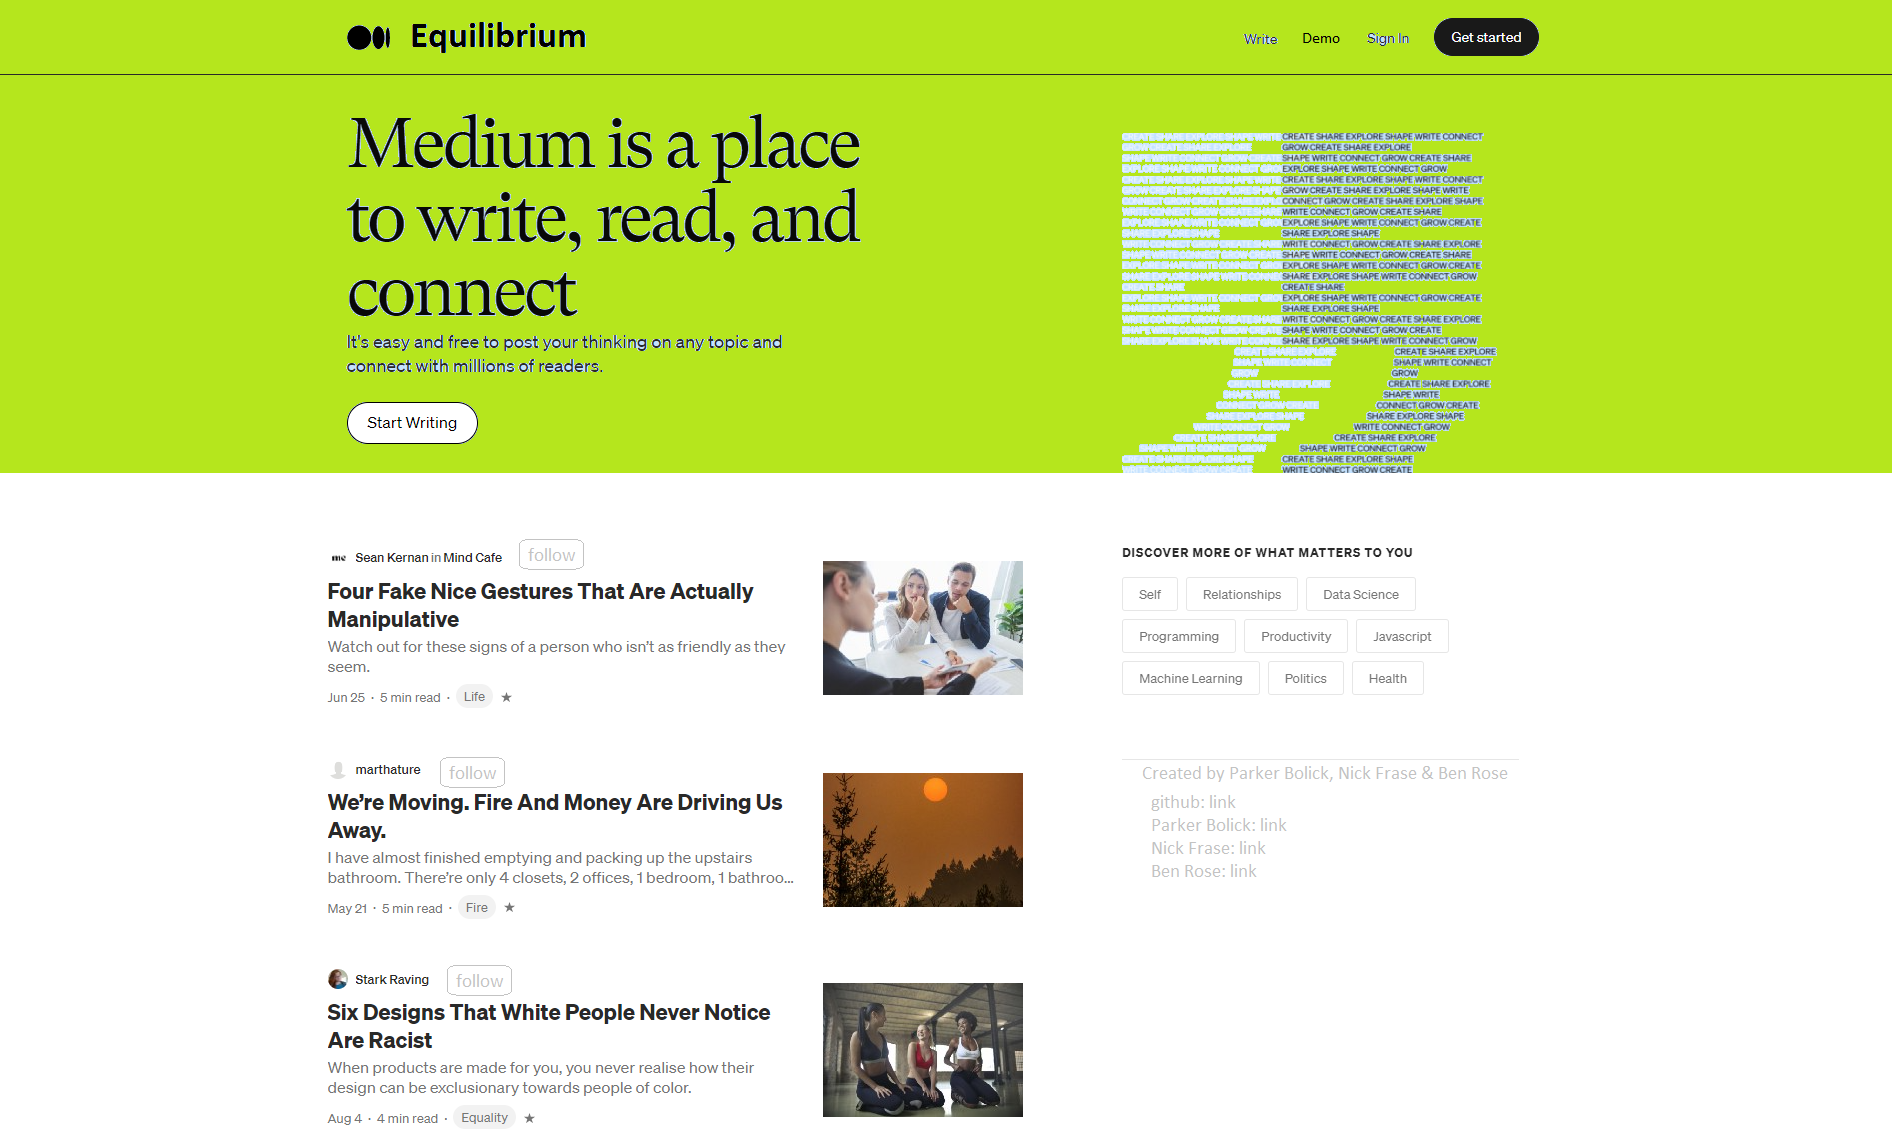 Equilibrium
Write
Demo
Sign In
Get started
Medium is a place
to write, read, and
connect
It's easy and free to post your thinking on any topic and
connect with millions of readers.
Start Writing
CREATE SHARE EXPLORE SHAPE WRITE CONNECT
GROW CREATE SHARE EXPLORE
SHAPE WRITE CONNECT GROW CREATE SHARE
EXPLORE SHAPE WRITE CONNECT GROW
CREATE SHARE EXPLORE SHAPE WRITE CONNECT
GROW CREATE SHARE EXPLORE SHAPE WRITE
CONNECT GROW CREATE SHARE EXPLORE SHAPE
WRITE CONNECT GROW CREATE SHARE
EXPLORE SHAPE WRITE CONNECT GROW CREATE
SHARE EXPLORE SHAPE
WRITE CONNECT GROW CREATE SHARE EXPLORE
SHAPE WRITE CONNECT GROW CREATE SHARE
EXPLORE SHAPE WRITE CONNECT GROW CREATE
SHARE EXPLORE SHAPE WRITE CONNECT GROW
CREATE SHARE
EXPLORE SHAPE WRITE CONNECT GROW CREATE
SHARE EXPLORE SHAPE
WRITE CONNECT GROW CREATE SHARE EXPLORE
SHAPE WRITE CONNECT GROW CREATE
SHARE EXPLORE SHAPE WRITE CONNECT GROW
CREATE SHARE EXPLORE
SHAPE WRITE CONNECT
GROW
CREATE SHARE EXPLORE
SHAPE WRITE
CONNECT GROW CREATE
SHARE EXPLORE SHAPE
WRITE CONNECT GROW
CREATE SHARE EXPLORE
SHAPE WRITE CONNECT GROW
CREATE SHARE EXPLORE SHAPE
WRITE CONNECT GROW CREATE
me Sean Kernan in Mind Cafe
follow
Four Fake Nice Gestures That Are Actually
Manipulative
Watch out for these signs of a person who isn't as friendly as they
seem.
Jun 25 · 5 min read · Life ★
marthature
follow
We're Moving. Fire And Money Are Driving Us
Away.
I have almost finished emptying and packing up the upstairs
bathroom. There're only 4 closets, 2 offices, 1 bedroom, 1 bathroo...
May 21 · 5 min read · Fire ★
Stark Raving
follow
Six Designs That White People Never Notice
Are Racist
When products are made for you, you never realise how their
design can be exclusionary towards people of color.
Aug 4 · 4 min read · Equality ★
DISCOVER MORE OF WHAT MATTERS TO YOU
Self
Relationships
Data Science
Programming
Productivity
Javascript
Machine Learning
Politics
Health
Created by Parker Bolick, Nick Frase & Ben Rose
github: link
Parker Bolick: link
Nick Frase: link
Ben Rose: link